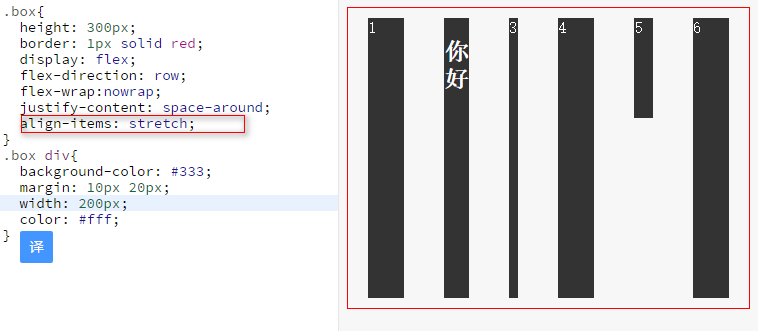 .box{
height: 300px;
border: 1px solid red;
display: flex;
flex-direction: row;
flex-wrap:nowrap;
justify-content: space-around;
align-items: stretch;
}
.box div{
background-color: #333;
margin: 10px 20px;
width: 200px;
color: #fff;
}
译
1
你
好
3
4
5
6